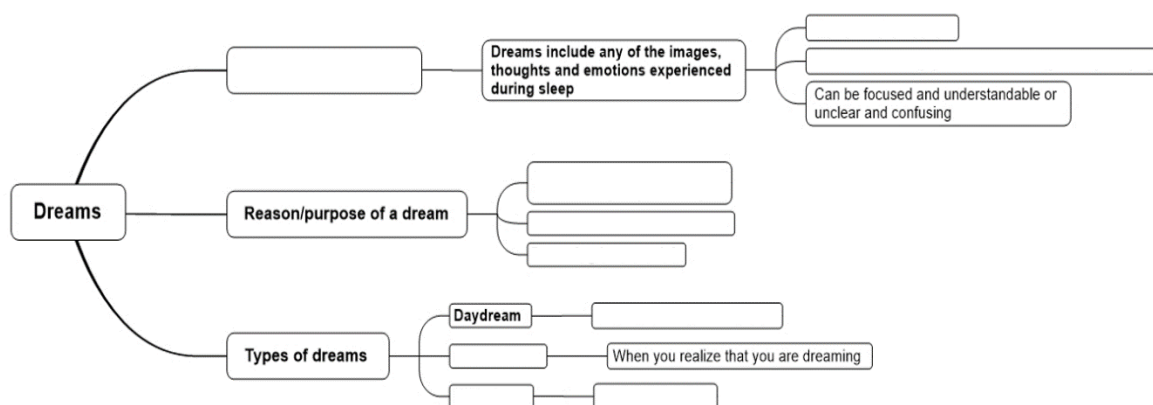 Dreams include any of the images,
thoughts and emotions experienced
during sleep
Can be focused and understandable or
unclear and confusing
Dreams
Reason/purpose of a dream
Types of dreams
Daydream
When you realize that you are dreaming